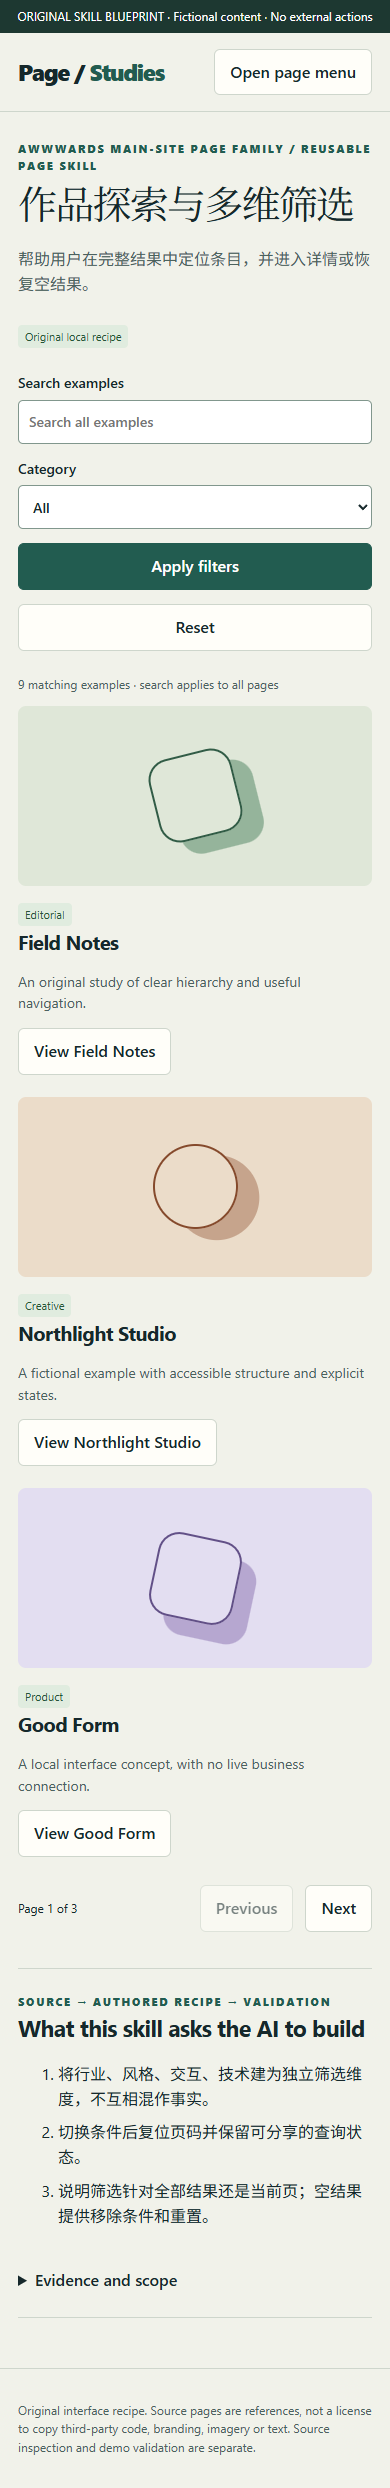 ORIGINAL SKILL BLUEPRINT · Fictional content · No external actions
Page / Studies
Open page menu
AWWWARDS MAIN-SITE PAGE FAMILY / REUSABLE
PAGE SKILL
作品探索与多维筛选
帮助用户在完整结果中定位条目，并进入详情或恢
复空结果。
Original local recipe
Search examples
Search all examples
Category
All
Apply filters
Reset
9 matching examples · search applies to all pages
Editorial
Field Notes
An original study of clear hierarchy and useful
navigation.
View Field Notes
Creative
Northlight Studio
A fictional example with accessible structure and explicit
states.
View Northlight Studio
Product
Good Form
A local interface concept, with no live business
connection.
View Good Form
Page 1 of 3
Previous
Next
SOURCE → AUTHORED RECIPE → VALIDATION
What this skill asks the AI to build
1. 将行业、风格、交互、技术建为独立筛选维
度，不互相混作事实。
2. 切换条件后复位页码并保留可分享的查询状
态。
3. 说明筛选针对全部结果还是当前页；空结果
提供移除条件和重置。
Evidence and scope
Original interface recipe. Source pages are references, not a license
to copy third-party code, branding, imagery or text. Source
inspection and demo validation are separate.